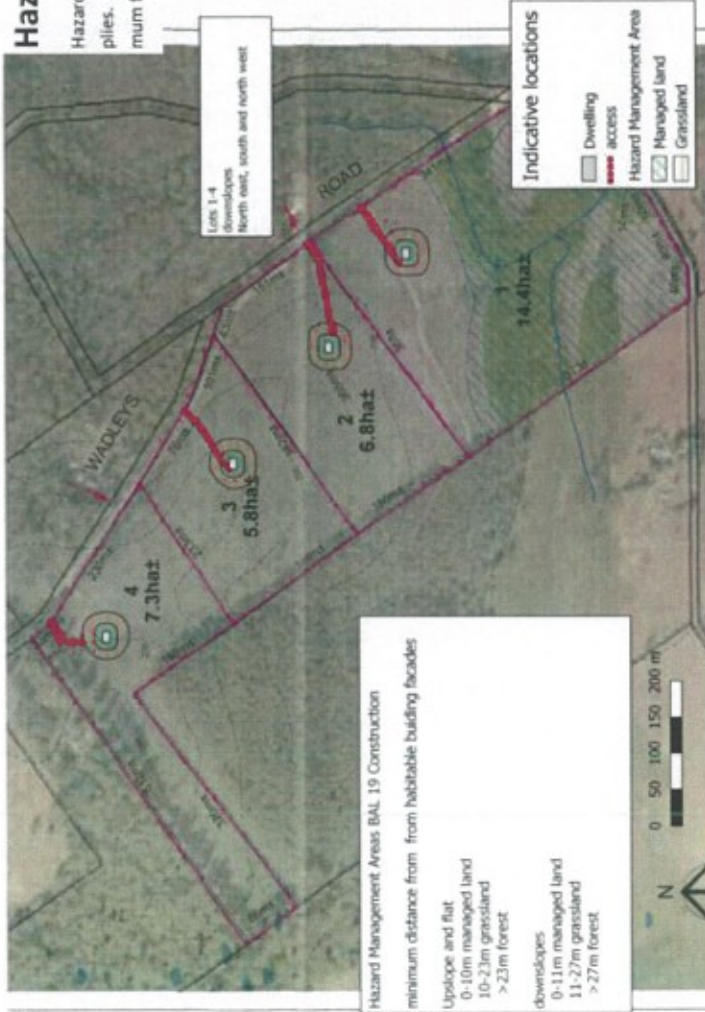 Haz
Hazar
plies.
mum f
Lots 1-4
downslopes
North east, south and north west
WADLEYS
ROAD
4
7.3ha±
3
5.8ha±
2
6.8ha±
1
14.4ha±
Indicative locations
Dwelling
access
Hazard Management Area
Managed land
Grassland
Hazard Management Areas BAL 19 Construction
minimum distance from from habitable buiding facades
Upslope and flat
0-10m managed land
10-23m grassland
>23m forest
downslopes
0-11m managed land
11-27m grassland
>27m forest
N
0 50 100 150 200 m